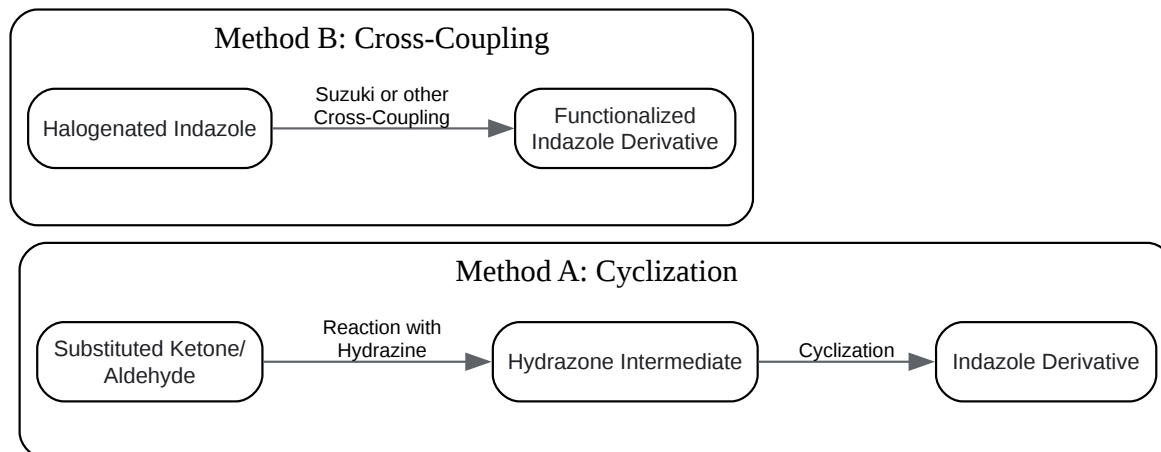 Method B: Cross-Coupling
Halogenated Indazole
Suzuki or other
Cross-Coupling
Functionalized
Indazole Derivative
Method A: Cyclization
Substituted Ketone/
Aldehyde
Reaction with
Hydrazine
Hydrazone Intermediate
Cyclization
Indazole Derivative